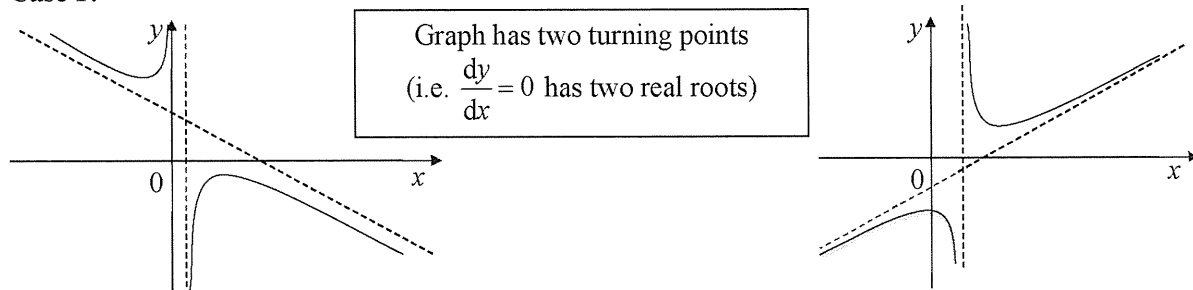 Case 1:
y
0
x
Graph has two turning points
(i.e. dy/dx = 0 has two real roots)
y
0
x